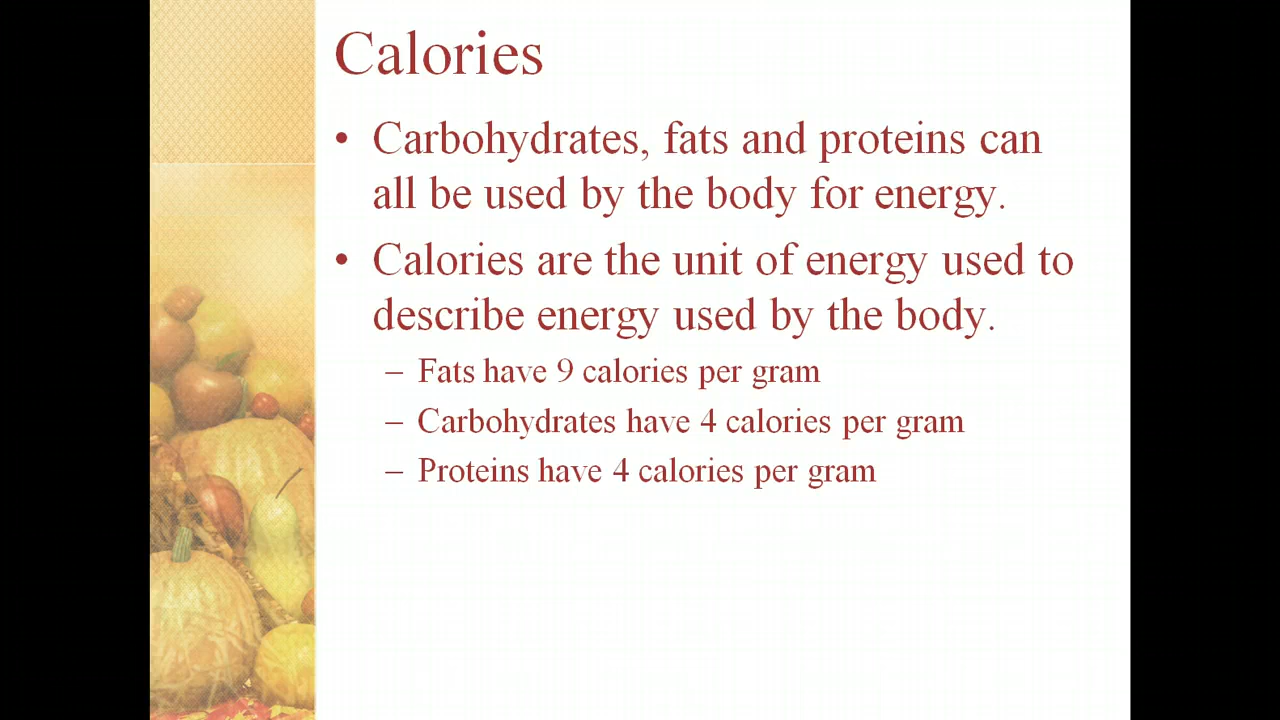 Calories
• Carbohydrates, fats and proteins can
all be used by the body for energy.
• Calories are the unit of energy used to
describe energy used by the body.
– Fats have 9 calories per gram
– Carbohydrates have 4 calories per gram
– Proteins have 4 calories per gram